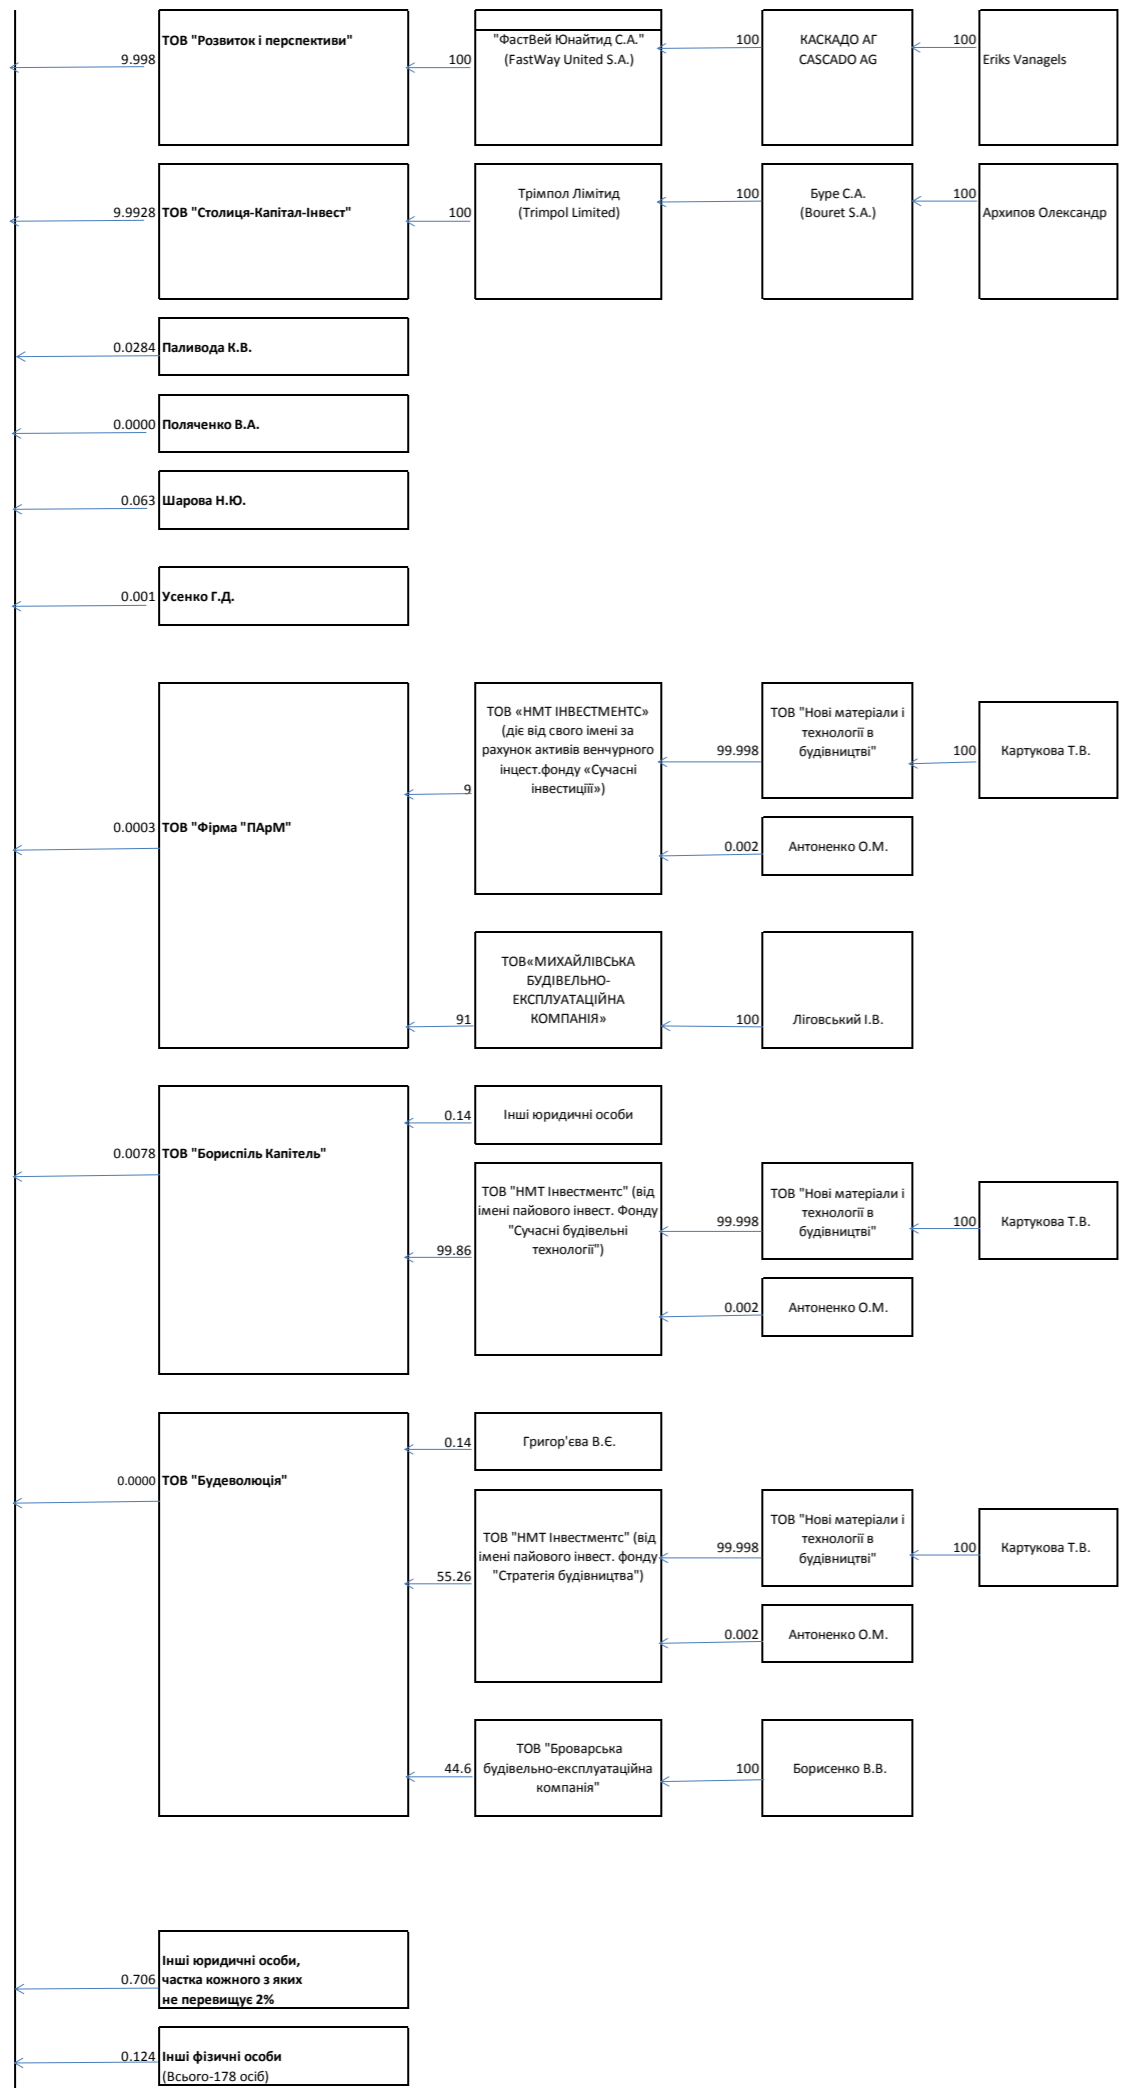 9.998
ТОВ "Розвиток і перспективи"
100
"ФастВей Юнайтид С.А."
(FastWay United S.A.)
100
КАСКАДО АГ
CASCADO AG
100
Eriks Vanagels
9.9928
ТОВ "Столиця-Капітал-Інвест"
100
Трімпол Лімітид
(Trimpol Limited)
100
Буре С.А.
(Bouret S.A.)
100
Архипов Олександр
0.0284
Паливода К.В.
0.0000
Поляченко В.А.
0.063
Шарова Н.Ю.
0.001
Усенко Г.Д.
0.0003
ТОВ "Фірма "ПАрМ"
9
ТОВ «НМТ ІНВЕСТМЕНТС»
(діє від свого імені за
рахунок активів венчурного
інцест.фонду «Сучасні
інвестиціїї»)
99.998
ТОВ "Нові матеріали і
технології в
будівництві"
100
Картукова Т.В.
0.002
Антоненко О.М.
91
ТОВ«МИХАЙЛІВСЬКА
БУДІВЕЛЬНО-
ЕКСПЛУАТАЦІЙНА
КОМПАНІЯ»
100
Ліговський І.В.
0.0078
ТОВ "Бориспіль Капітель"
0.14
Інші юридичні особи
99.86
ТОВ "НМТ Інвестментс" (від
імені пайового інвест. Фонду
"Сучасні будівельні
технології")
99.998
ТОВ "Нові матеріали і
технології в
будівництві"
100
Картукова Т.В.
0.002
Антоненко О.М.
0.0000
ТОВ "Будеволюція"
0.14
Григор'єва В.Є.
55.26
ТОВ "НМТ Інвестментс" (від
імені пайового інвест. фонду
"Стратегія будівництва")
99.998
ТОВ "Нові матеріали і
технології в
будівництві"
100
Картукова Т.В.
0.002
Антоненко О.М.
44.6
ТОВ "Броварська
будівельно-експлуатаційна
компанія"
100
Борисенко В.В.
0.706
Інші юридичні особи,
частка кожного з яких
не перевищує 2%
0.124
Інші фізичні особи
(Всього-178 осіб)